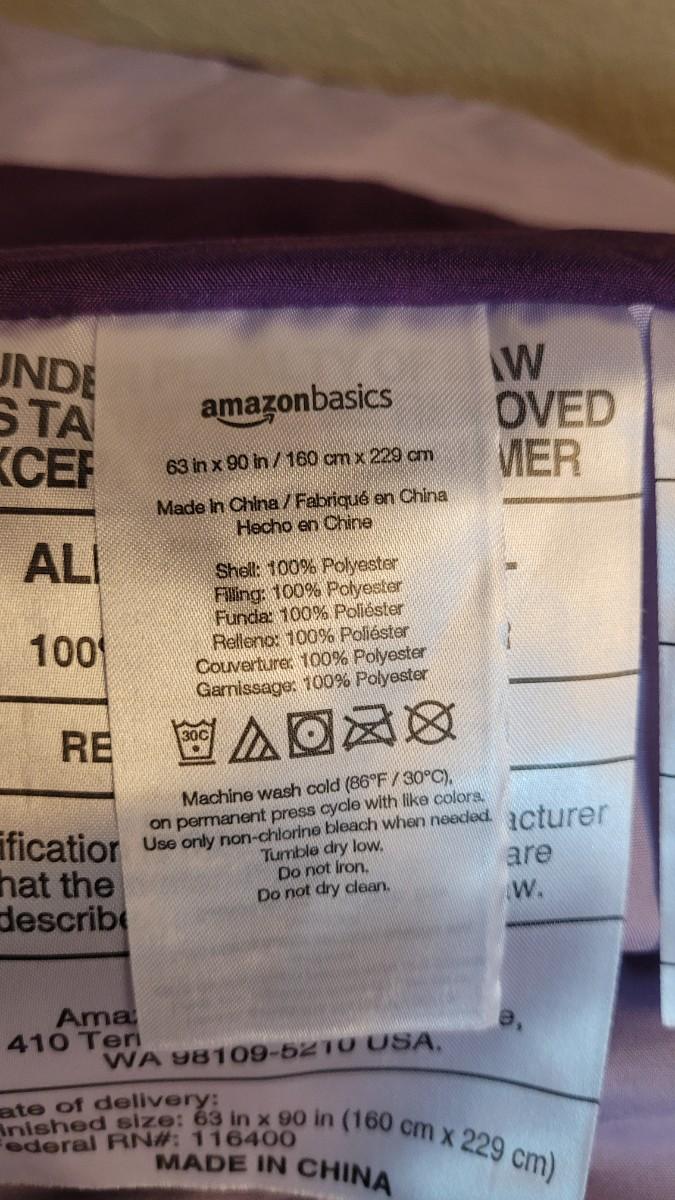 amazonbasics
63 in x 90 in / 160 cm x 229 cm
Made in China / Fabriqué en China
Hecho en Chine
Shell: 100% Polyester
Filling: 100% Polyester
Funda: 100% Poliéster
Relleno: 100% Poliéster
Couverture: 100% Polyester
Garnissage: 100% Polyester
30C
Machine wash cold (86°F / 30°C),
on permanent press cycle with like colors.
Use only non-chlorine bleach when needed.
Tumble dry low.
Do not iron.
Do not dry clean.
UNDE
AW
S TA
OVED
XCEP
MER
ALL
100%
RE
ification
acturer
hat the
are
describe
w.
Amaz
e,
410 Terr
WA 98109-5210 USA.
ate of delivery:
inished size: 63 in x 90 in (160 cm x 229 cm)
Federal RN#: 116400
MADE IN CHINA